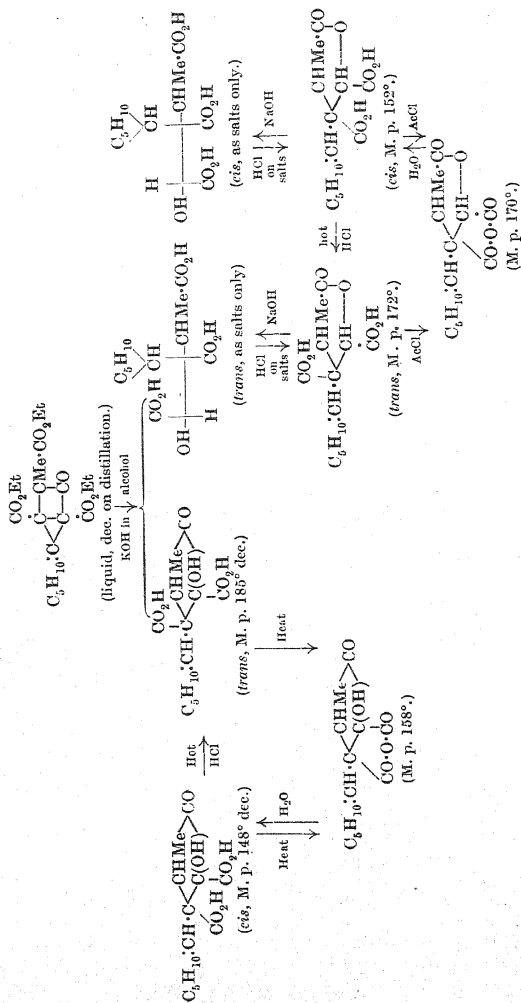 CO₂Et
C₅H₁₀:C<C—CMe·CO₂Et
C—CO
CO₂Et
(liquid, dec. on distillation.)
KOH in ↓ alcohol
C₅H₁₀:CH·C<CHMe>CO
C(OH)
CO₂H CO₂H
(cis, M. p. 148° dec.)
Hot
→
HCl
CO₂H
C₅H₁₀:CH·C<CHMe>CO
C(OH)
CO₂H
(trans, M. p. 185° dec.)
C₅H₁₀
CO₂H CH
OH—
—CHMe·CO₂H
H CO₂H
(trans, as salts only)
C₅H₁₀
H CH
OH—
—CHMe·CO₂H
CO₂H CO₂H
(cis, as salts only.)
Heat ↓↑ H₂O
Heat ↓
HCl on salts ↓↑ NaOH
HCl on salts ↓↑ NaOH
C₅H₁₀:CH·C<CHMe>CO
C(OH)
CO·O·CO
(M. p. 158°.)
CO₂H
C₅H₁₀:CH·C<CHMe·CO
CH——O
CO₂H
(trans, M. p. 172°.)
hot
←
HCl
C₅H₁₀:CH·C<CHMe·CO
CH——O
CO₂H CO₂H
(cis, M. p. 152°.)
AcCl ↓
H₂O ↑↓ AcCl
C₅H₁₀:CH·C<CHMe·CO
CH——O
CO·O·CO
(M. p. 170°.)